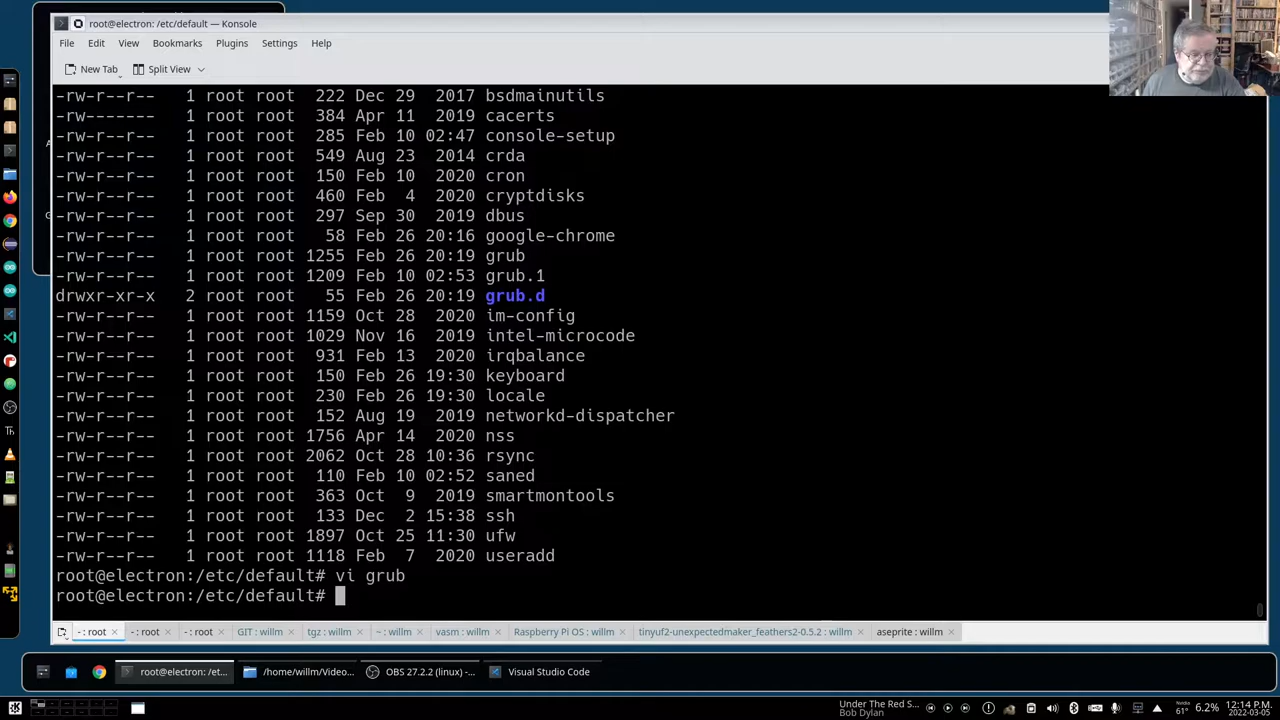 root@electron: /etc/default — Konsole
File Edit View Bookmarks Plugins Settings Help
New Tab Split View
-rw-r--r-- 1 root root 222 Dec 29 2017 bsdmainutils
-rw------- 1 root root 384 Apr 11 2019 cacerts
-rw-r--r-- 1 root root 285 Feb 10 02:47 console-setup
-rw-r--r-- 1 root root 549 Aug 23 2014 crda
-rw-r--r-- 1 root root 150 Feb 10 2020 cron
-rw-r--r-- 1 root root 460 Feb 4 2020 cryptdisks
-rw-r--r-- 1 root root 297 Sep 30 2019 dbus
-rw-r--r-- 1 root root 58 Feb 26 20:16 google-chrome
-rw-r--r-- 1 root root 1255 Feb 26 20:19 grub
-rw-r--r-- 1 root root 1209 Feb 10 02:53 grub.1
drwxr-xr-x 2 root root 55 Feb 26 20:19 grub.d
-rw-r--r-- 1 root root 1159 Oct 28 2020 im-config
-rw-r--r-- 1 root root 1029 Nov 16 2019 intel-microcode
-rw-r--r-- 1 root root 931 Feb 13 2020 irqbalance
-rw-r--r-- 1 root root 150 Feb 26 19:30 keyboard
-rw-r--r-- 1 root root 230 Feb 26 19:30 locale
-rw-r--r-- 1 root root 152 Aug 19 2019 networkd-dispatcher
-rw-r--r-- 1 root root 1756 Apr 14 2020 nss
-rw-r--r-- 1 root root 2062 Oct 28 10:36 rsync
-rw-r--r-- 1 root root 110 Feb 10 02:52 saned
-rw-r--r-- 1 root root 363 Oct 9 2019 smartmontools
-rw-r--r-- 1 root root 133 Dec 2 15:38 ssh
-rw-r--r-- 1 root root 1897 Oct 25 11:30 ufw
-rw-r--r-- 1 root root 1118 Feb 7 2020 useradd
root@electron:/etc/default# vi grub
root@electron:/etc/default#
- : root - : root - : root GIT : willm tgz : willm ~ : willm vasm : willm Raspberry Pi OS : willm tinyuf2-unexpectedmaker_feathers2-0.5.2 : willm aseprite : willm
root@electron: /et... /home/willm/Video... OBS 27.2.2 (linux) -... Visual Studio Code
Under The Red S...
Bob Dylan
Nvidia
61° 6.2%
12:14 P.M.
2022-03-05